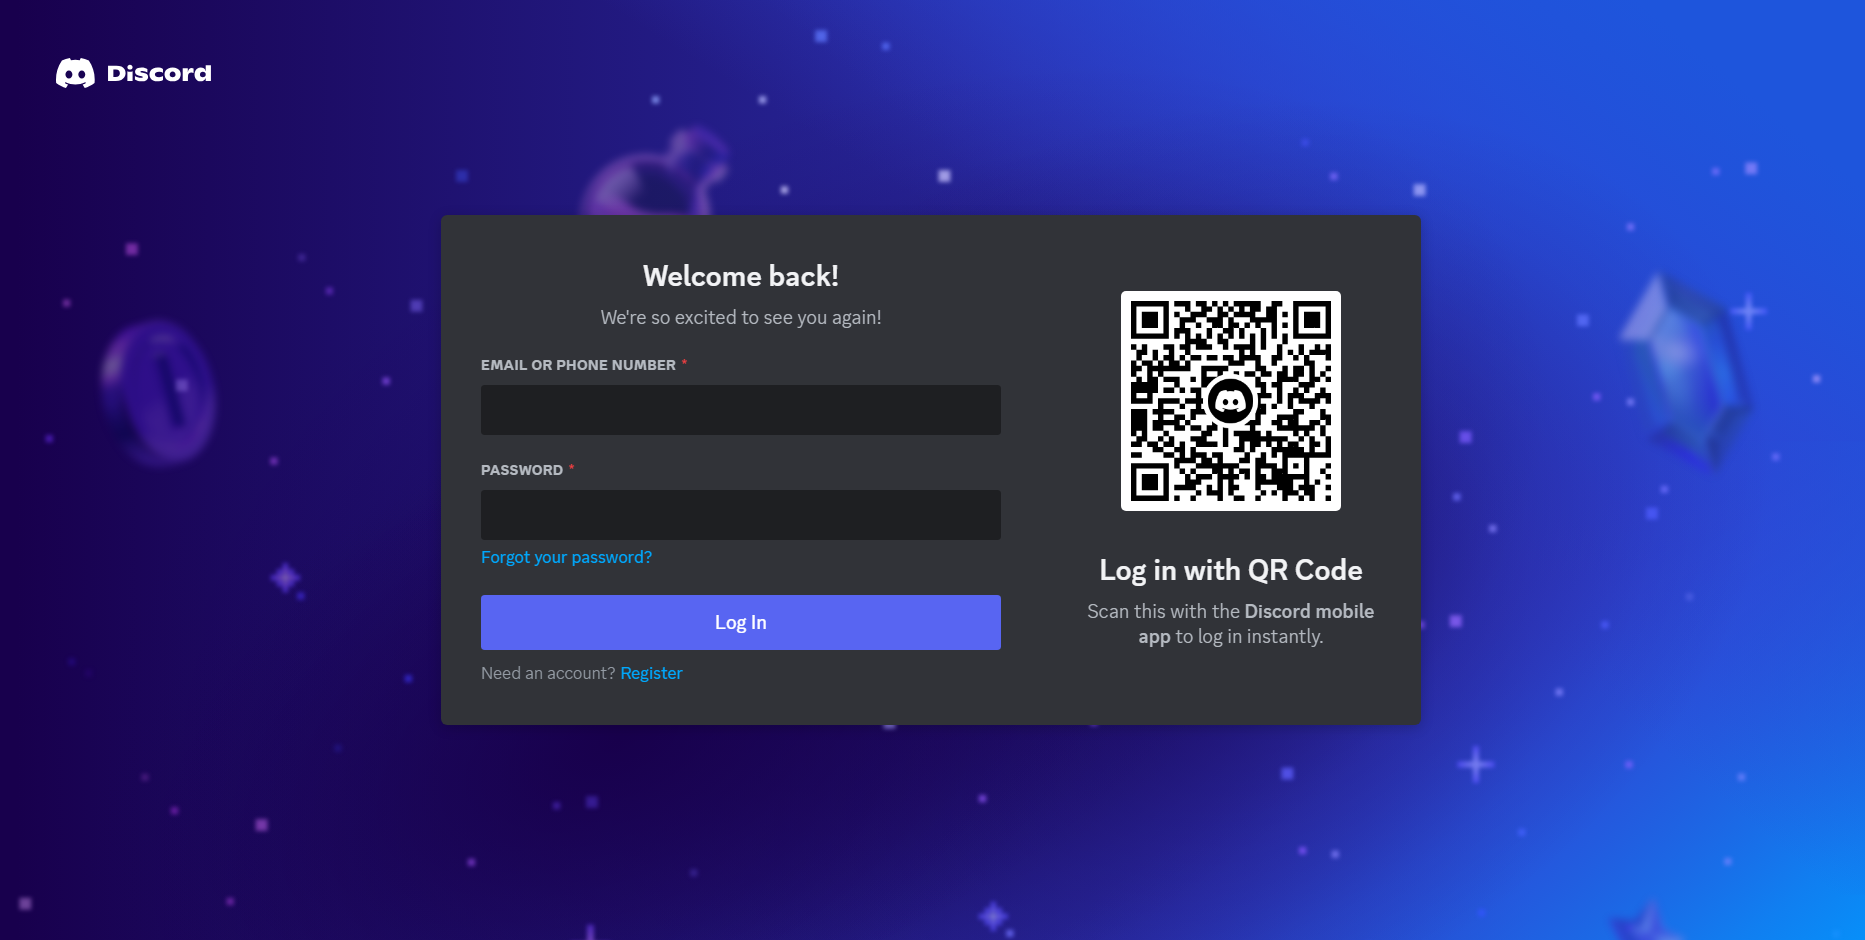 Discord
Welcome back!
We're so excited to see you again!
EMAIL OR PHONE NUMBER *
PASSWORD *
Forgot your password?
Log In
Need an account? Register
Log in with QR Code
Scan this with the Discord mobile
app to log in instantly.